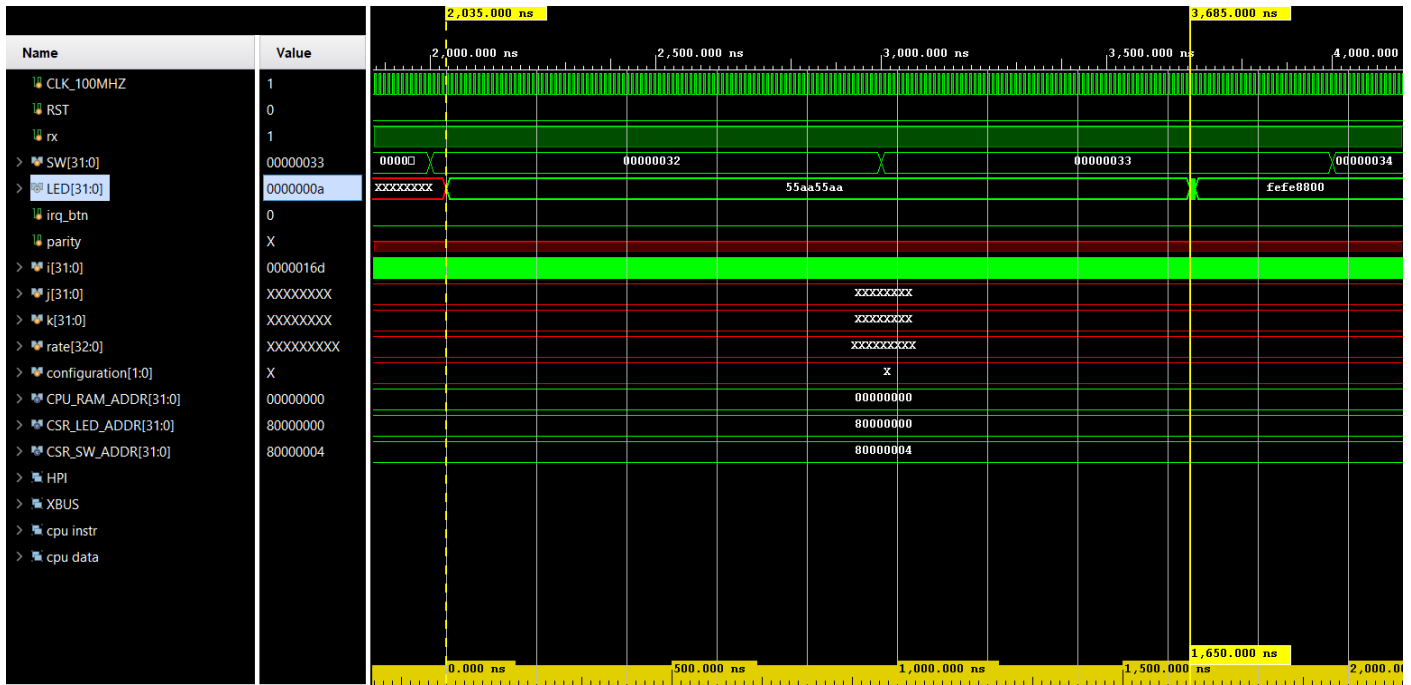 2,035.000 ns 3,685.000 ns
Name Value 2,000.000 ns 2,500.000 ns 3,000.000 ns 3,500.000 ns 4,000.000
CLK_100MHZ 1
RST 0
rx 1
SW[31:0] 00000033 0000 00000032 00000033 00000034
LED[31:0] 0000000a XXXXXXXX 55aa55aa fefe8800
irq_btn 0
parity X
i[31:0] 0000016d
j[31:0] XXXXXXXX XXXXXXXX
k[31:0] XXXXXXXX XXXXXXXX
rate[32:0] XXXXXXXXX XXXXXXXXX
configuration[1:0] X X
CPU_RAM_ADDR[31:0] 00000000 00000000
CSR_LED_ADDR[31:0] 80000000 80000000
CSR_SW_ADDR[31:0] 80000004 80000004
HPI
XBUS
cpu instr
cpu data
1,650.000 ns
0.000 ns 500.000 ns 1,000.000 ns 1,500.000 ns 2,000.0